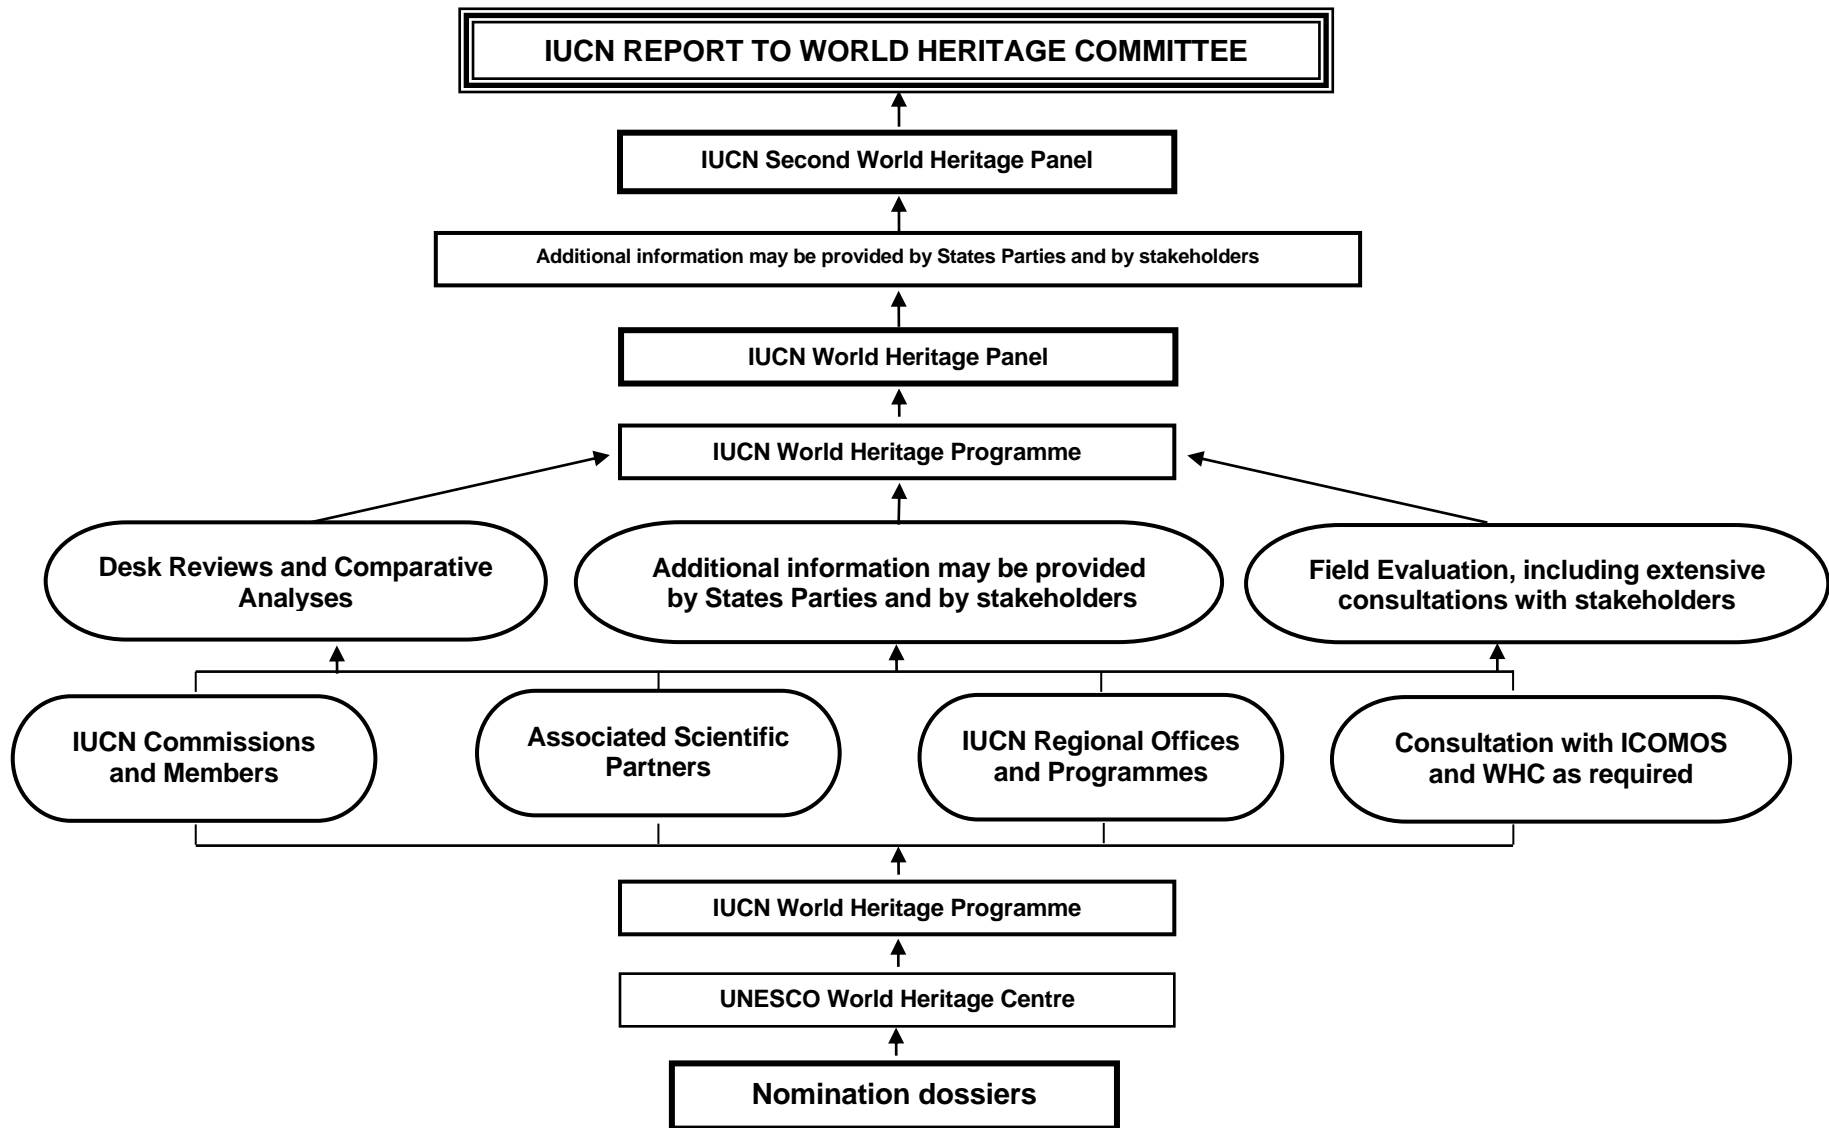 IUCN REPORT TO WORLD HERITAGE COMMITTEE
IUCN Second World Heritage Panel
Additional information may be provided by States Parties and by stakeholders
IUCN World Heritage Panel
IUCN World Heritage Programme
Desk Reviews and Comparative
Analyses
Additional information may be provided
by States Parties and by stakeholders
Field Evaluation, including extensive
consultations with stakeholders
IUCN Commissions
and Members
Associated Scientific
Partners
IUCN Regional Offices
and Programmes
Consultation with ICOMOS
and WHC as required
IUCN World Heritage Programme
UNESCO World Heritage Centre
Nomination dossiers